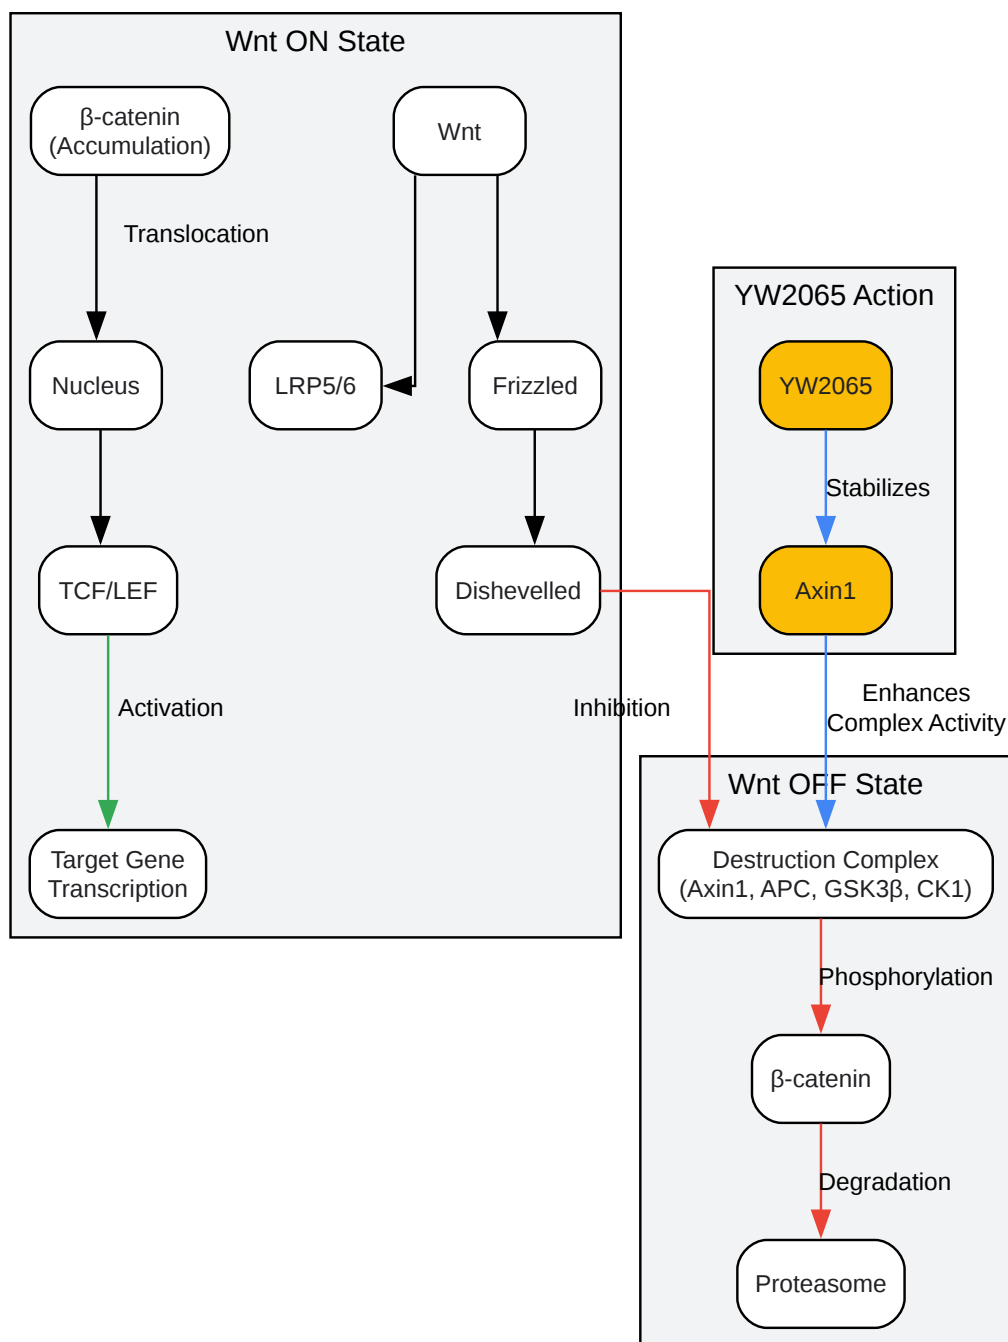 Wnt ON State
β-catenin
(Accumulation)
Wnt
Translocation
Nucleus
LRP5/6
Frizzled
TCF/LEF
Dishevelled
Activation
Inhibition
Target Gene
Transcription
YW2065 Action
YW2065
Stabilizes
Axin1
Enhances
Complex Activity
Wnt OFF State
Destruction Complex
(Axin1, APC, GSK3β, CK1)
Phosphorylation
β-catenin
Degradation
Proteasome